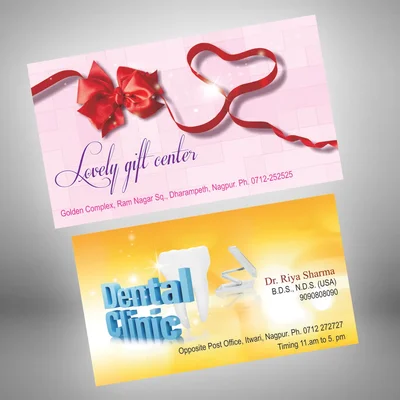 Lovely gift center
Golden Complex, Ram Nagar Sq., Dharampeth, Nagpur. Ph. 0712-252525
Dental
Clinic
Dr. Riya Sharma
B.D.S., N.D.S. (USA)
9090808090
Opposite Post Office, Itwari, Nagpur. Ph. 0712 272727
Timing 11.am to 5. pm